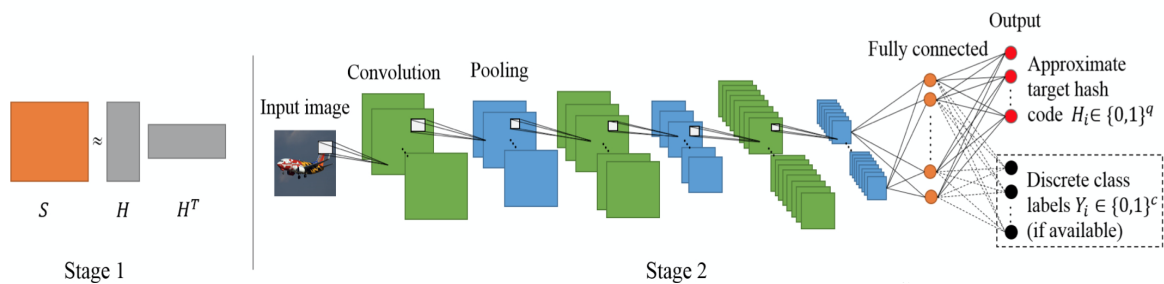 S
≈
H
Hᵀ
Stage 1
Input image
Convolution
Pooling
Fully connected
Output
Approximate
target hash
code Hᵢ ∈ {0,1}^q
Discrete class
labels Yᵢ ∈ {0,1}ᶜ
(if available)
Stage 2